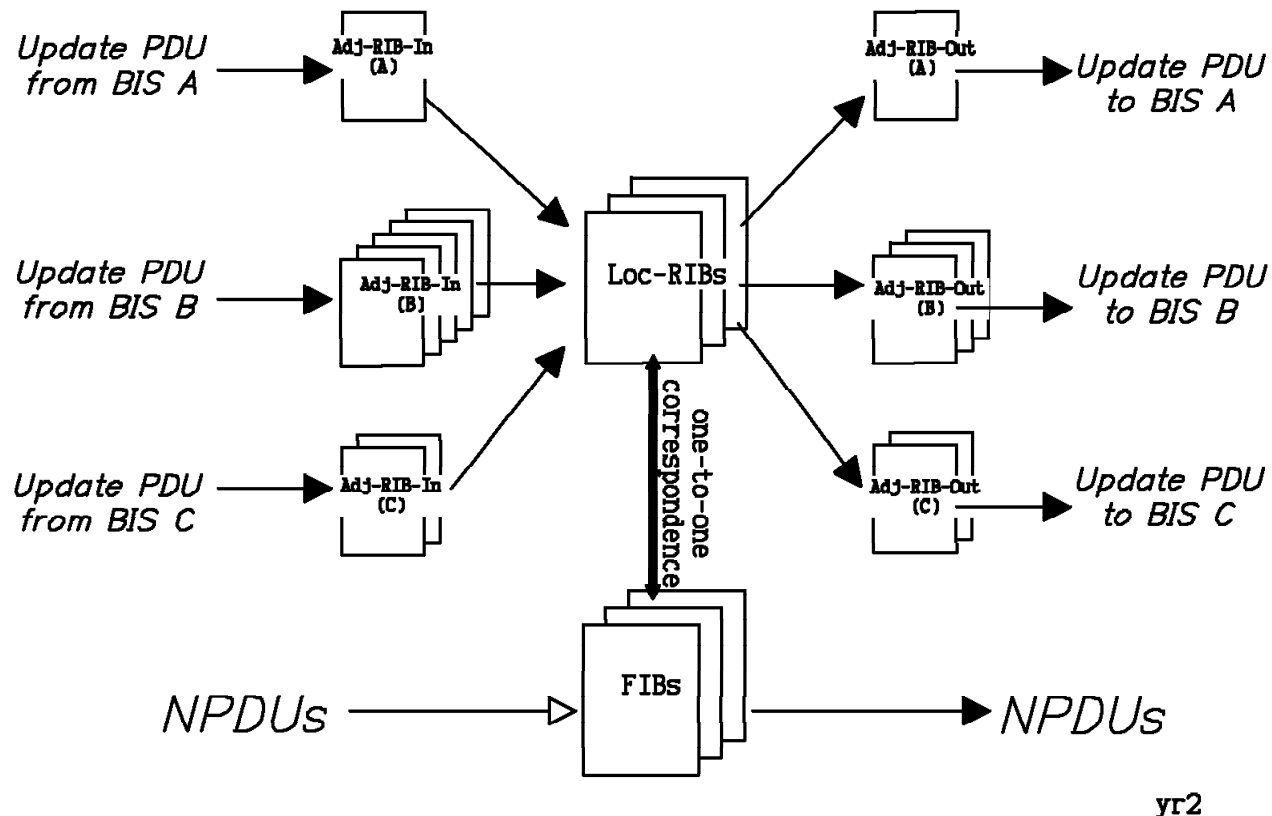 Update PDU
from BIS A
Adj-RIB-In
(A)
Adj-RIB-Out
(A)
Update PDU
to BIS A
Update PDU
from BIS B
Adj-RIB-In
(B)
Loc-RIBs
Adj-RIB-Out
(B)
Update PDU
to BIS B
one-to-one
correspondence
Update PDU
from BIS C
Adj-RIB-In
(C)
Adj-RIB-Out
(C)
Update PDU
to BIS C
NPDUs
FIBs
NPDUs
yr2